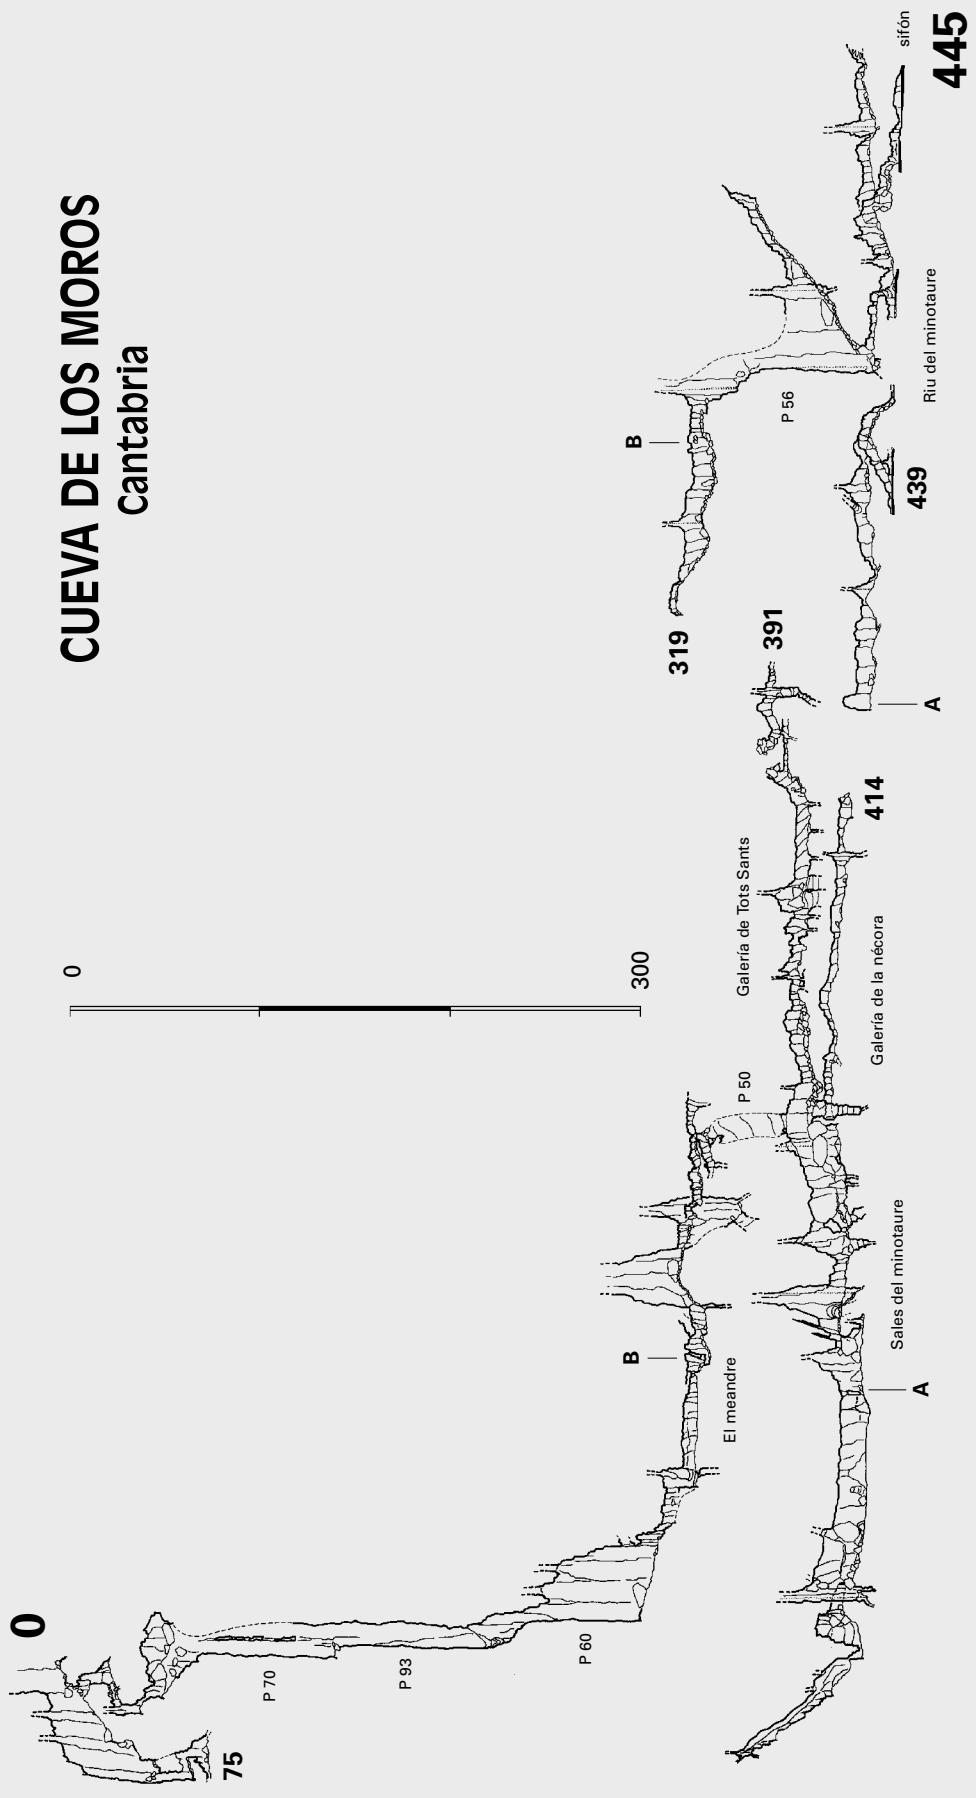 CUEVA DE LOS MOROS
Cantabria
0
75
P 70
P 93
P 60
0
300
El meandre
B
P 50
319
B
P 56
Galería de Tots Sants
391
Galería de la nécora
414
Sales del minotaure
A
A
439
Riu del minotaure
sifón
445